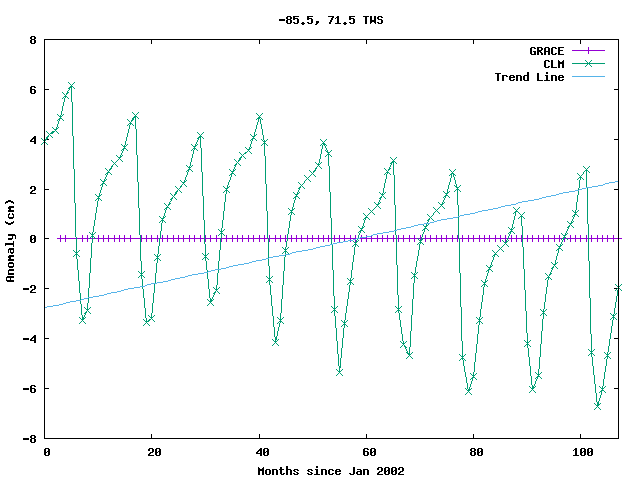 -85.5, 71.5 TWS
GRACE
CLM
Trend Line
Anomaly (cm)
8
6
4
2
0
-2
-4
-6
-8
0 20 40 60 80 100
Months since Jan 2002